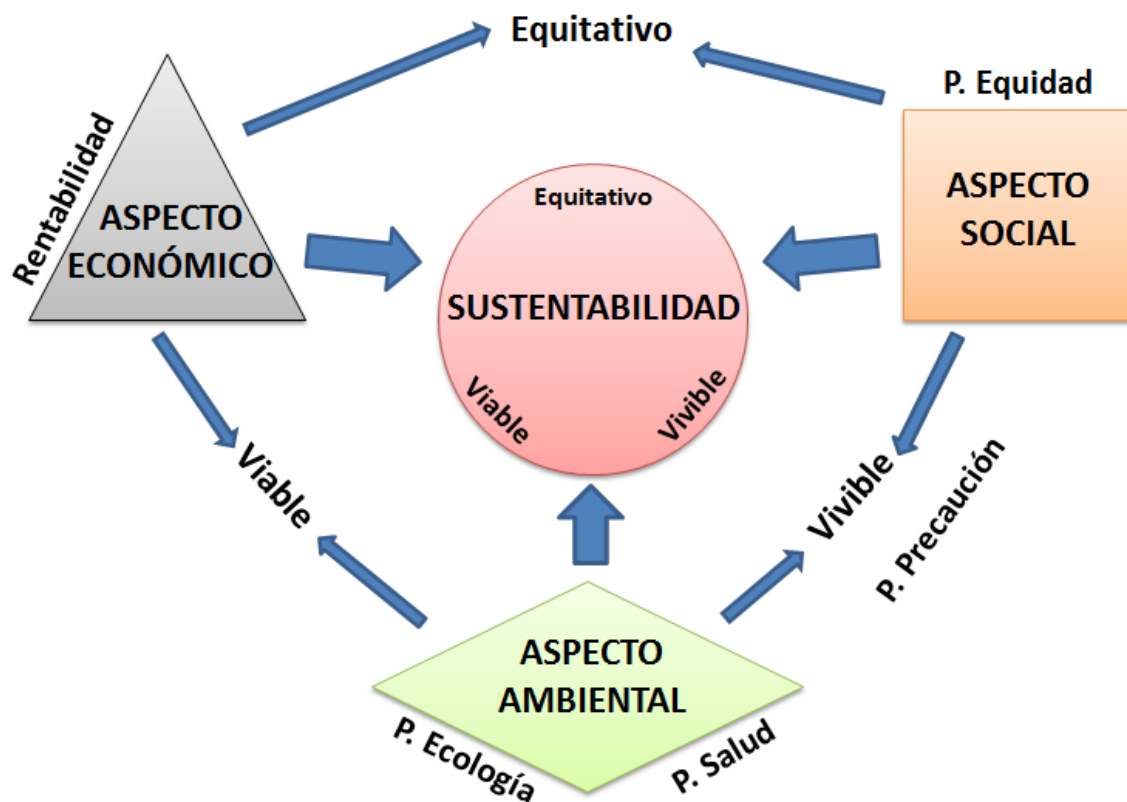 Equitativo
P. Equidad
Rentabilidad
ASPECTO
ECONÓMICO
Equitativo
SUSTENTABILIDAD
Viable
Vivible
ASPECTO
SOCIAL
Viable
Vivible
P. Precaución
ASPECTO
AMBIENTAL
P. Ecología
P. Salud